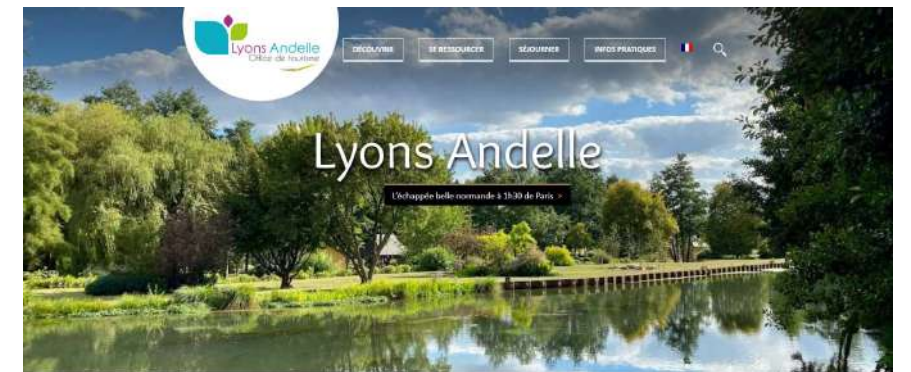 Lyons Andelle
Office de tourisme
DÉCOUVRIR
SE RESSOURCER
SÉJOURNER
INFOS PRATIQUES
Lyons Andelle
L'échappée belle normande à 1h30 de Paris >